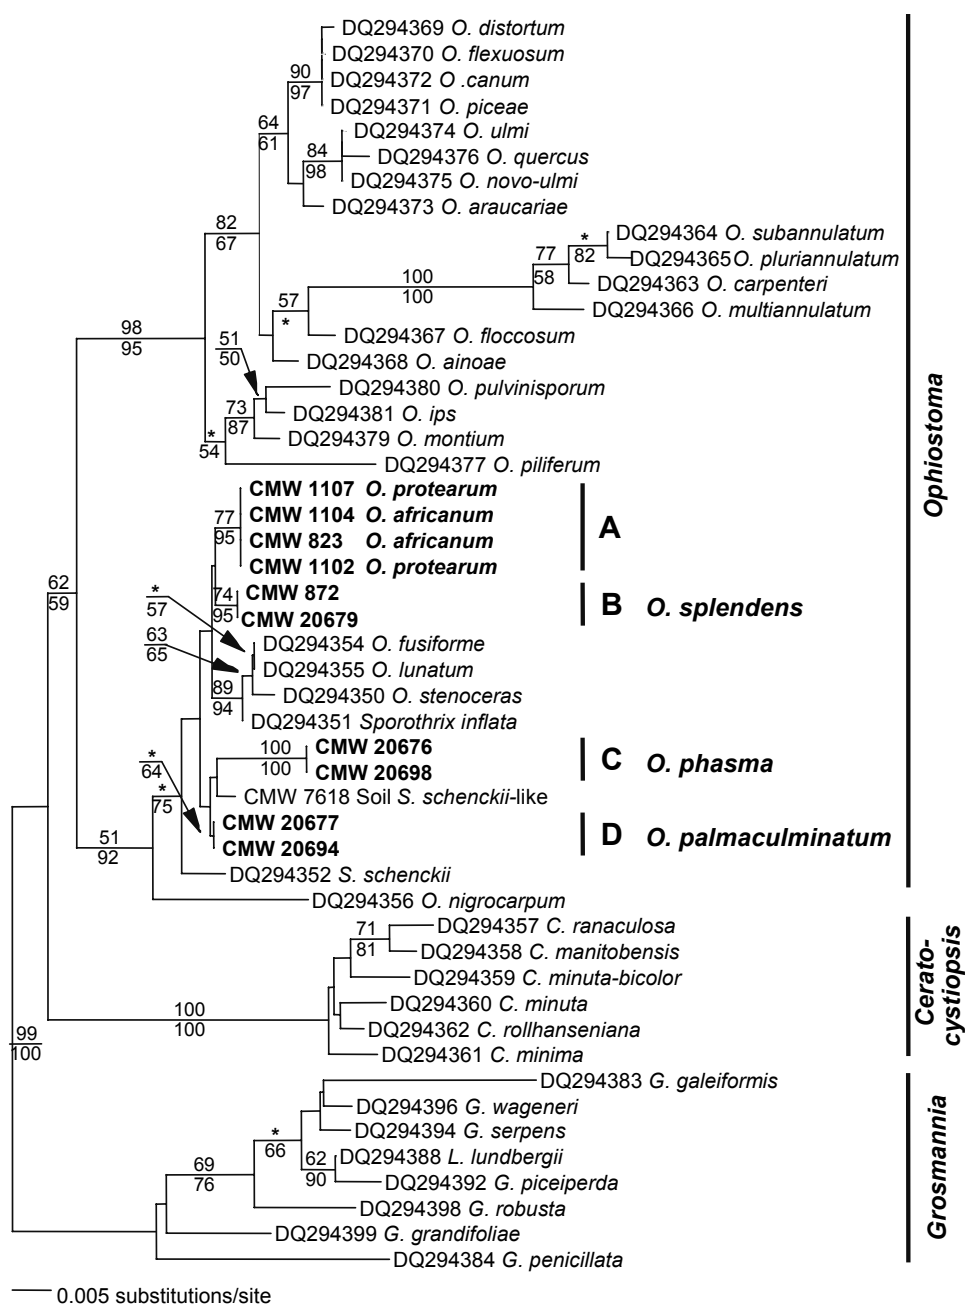 DQ294369 O. distortum
DQ294370 O. flexuosum
90
DQ294372 O .canum
97
DQ294371 O. piceae
64
DQ294374 O. ulmi
61
84
DQ294376 O. quercus
98
DQ294375 O. novo-ulmi
DQ294373 O. araucariae
82
67
* DQ294364 O. subannulatum
77
82
DQ294365O. pluriannulatum
100
58
DQ294363 O. carpenteri
100
DQ294366 O. multiannulatum
57
*
98
95
DQ294367 O. floccosum
51
50
DQ294368 O. ainoae
DQ294380 O. pulvinisporum
73
DQ294381 O. ips
87
* DQ294379 O. montium
54
DQ294377 O. piliferum
Ophiostoma
CMW 1107 O. protearum
CMW 1104 O. africanum
77
95
A
CMW 823 O. africanum
CMW 1102 O. protearum
62
59
*
57
74
CMW 872
95
B O. splendens
CMW 20679
63
65
DQ294354 O. fusiforme
DQ294355 O. lunatum
89
DQ294350 O. stenoceras
94
DQ294351 Sporothrix inflata
100
CMW 20676
100
C O. phasma
*
64
CMW 20698
*
75
CMW 7618 Soil S. schenckii-like
CMW 20677
D O. palmaculminatum
51
92
CMW 20694
DQ294352 S. schenckii
DQ294356 O. nigrocarpum
71
DQ294357 C. ranaculosa
81
DQ294358 C. manitobensis
DQ294359 C. minuta-bicolor
100
DQ294360 C. minuta
100
DQ294362 C. rollhanseniana
99
100
DQ294361 C. minima
Cerato-
cystiopsis
DQ294383 G. galeiformis
DQ294396 G. wageneri
*
DQ294394 G. serpens
66
62
DQ294388 L. lundbergii
69
90
76
DQ294392 G. piceiperda
DQ294398 G. robusta
DQ294399 G. grandifoliae
DQ294384 G. penicillata
Grosmannia
0.005 substitutions/site